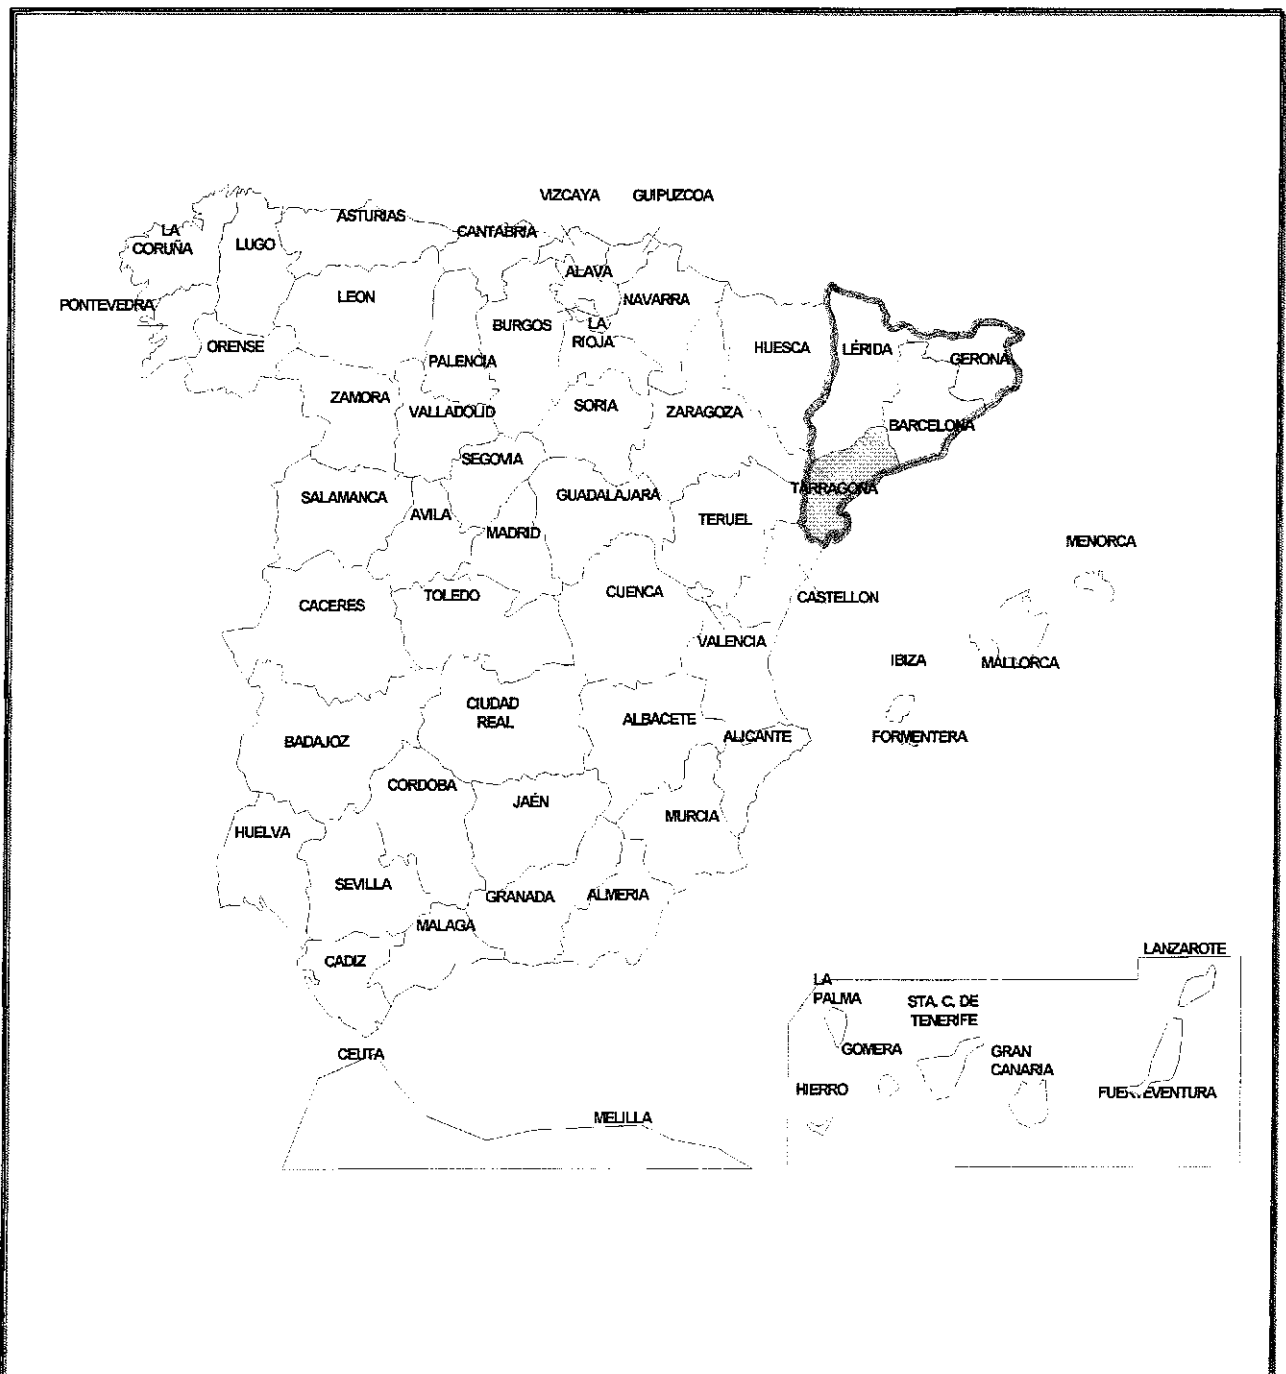 VIZCAYA GUIPUZCOA
ASTURIAS
CANTABRIA
LA
CORUÑA
LUGO
ALAVA
LEON
NAVARRA
PONTEVEDRA
BURGOS
LA
RIOJA
ORENSE
PALENCIA
HUESCA
LÉRIDA
GERONA
ZAMORA
VALLADOLID
SORIA
ZARAGOZA
BARCELONA
SEGOVIA
SALAMANCA
GUADALAJARA
TARRAGONA
AVILA
MADRID
TERUEL
MENORCA
CACERES
TOLEDO
CUENCA
CASTELLON
VALENCIA
IBIZA
MALLORCA
CIUDAD
REAL
ALBACETE
BADAJOZ
ALICANTE
FORMENTERA
CORDOBA
JAÉN
MURCIA
HUELVA
SEVILLA
GRANADA
ALMERIA
MALAGA
CADIZ
LANZAROTE
LA
PALMA
STA. C. DE
TENERIFE
CEUTA
GOMERA
GRAN
CANARIA
HIERRO
FUERTEVENTURA
MELILLA